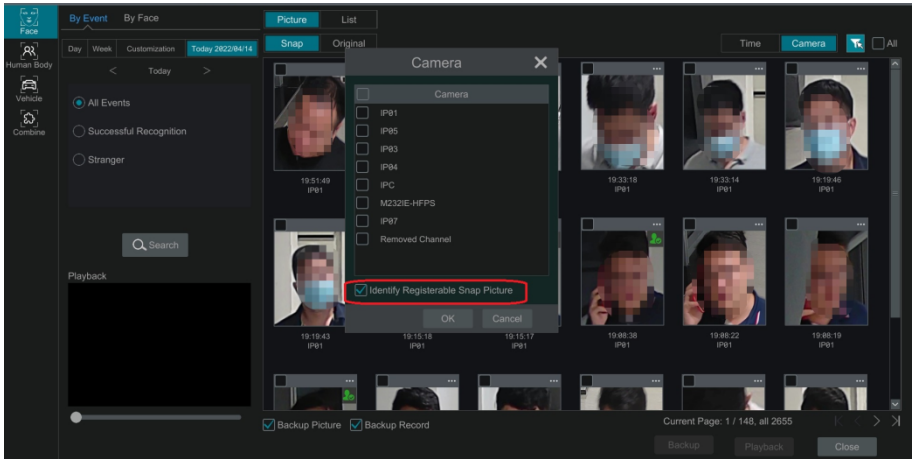 Face
Human Body
Vehicle
Combine
By Event By Face
Day Week Customization Today 2022/04/14
< Today >
All Events
Successful Recognition
Stranger
Search
Playback
Picture List
Snap Original
Time Camera All
Camera
Camera
IP01
IP05
IP03
IP04
IPC
M232IE-HFPS
IP07
Removed Channel
Identify Registerable Snap Picture
OK Cancel
19:51:49
IP01
19:33:18
IP01
19:33:14
IP01
19:19:46
IP01
19:19:43
IP01
19:15:18
IP01
19:15:17
IP01
19:08:38
IP01
19:08:22
IP01
19:08:19
IP01
Backup Picture Backup Record
Current Page: 1 / 148, all 2655
Backup Playback Close